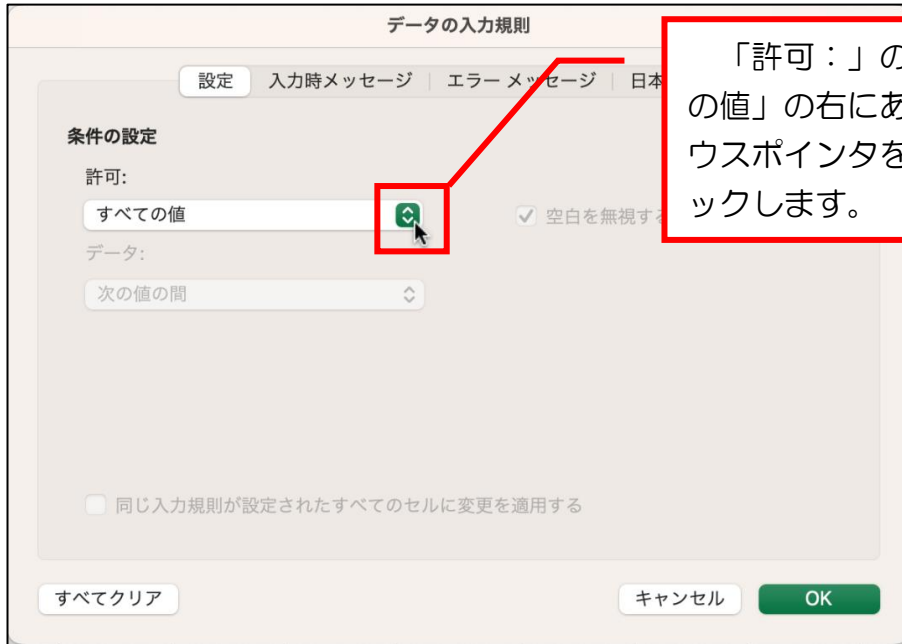 データの入力規則
設定 入力時メッセージ エラー メッセージ 日本
条件の設定
許可:
すべての値
空白を無視する
データ:
次の値の間
同じ入力規則が設定されたすべてのセルに変更を適用する
すべてクリア
キャンセル OK
「許可：」の
の値」の右にあ
ウスポインタを
ックします。